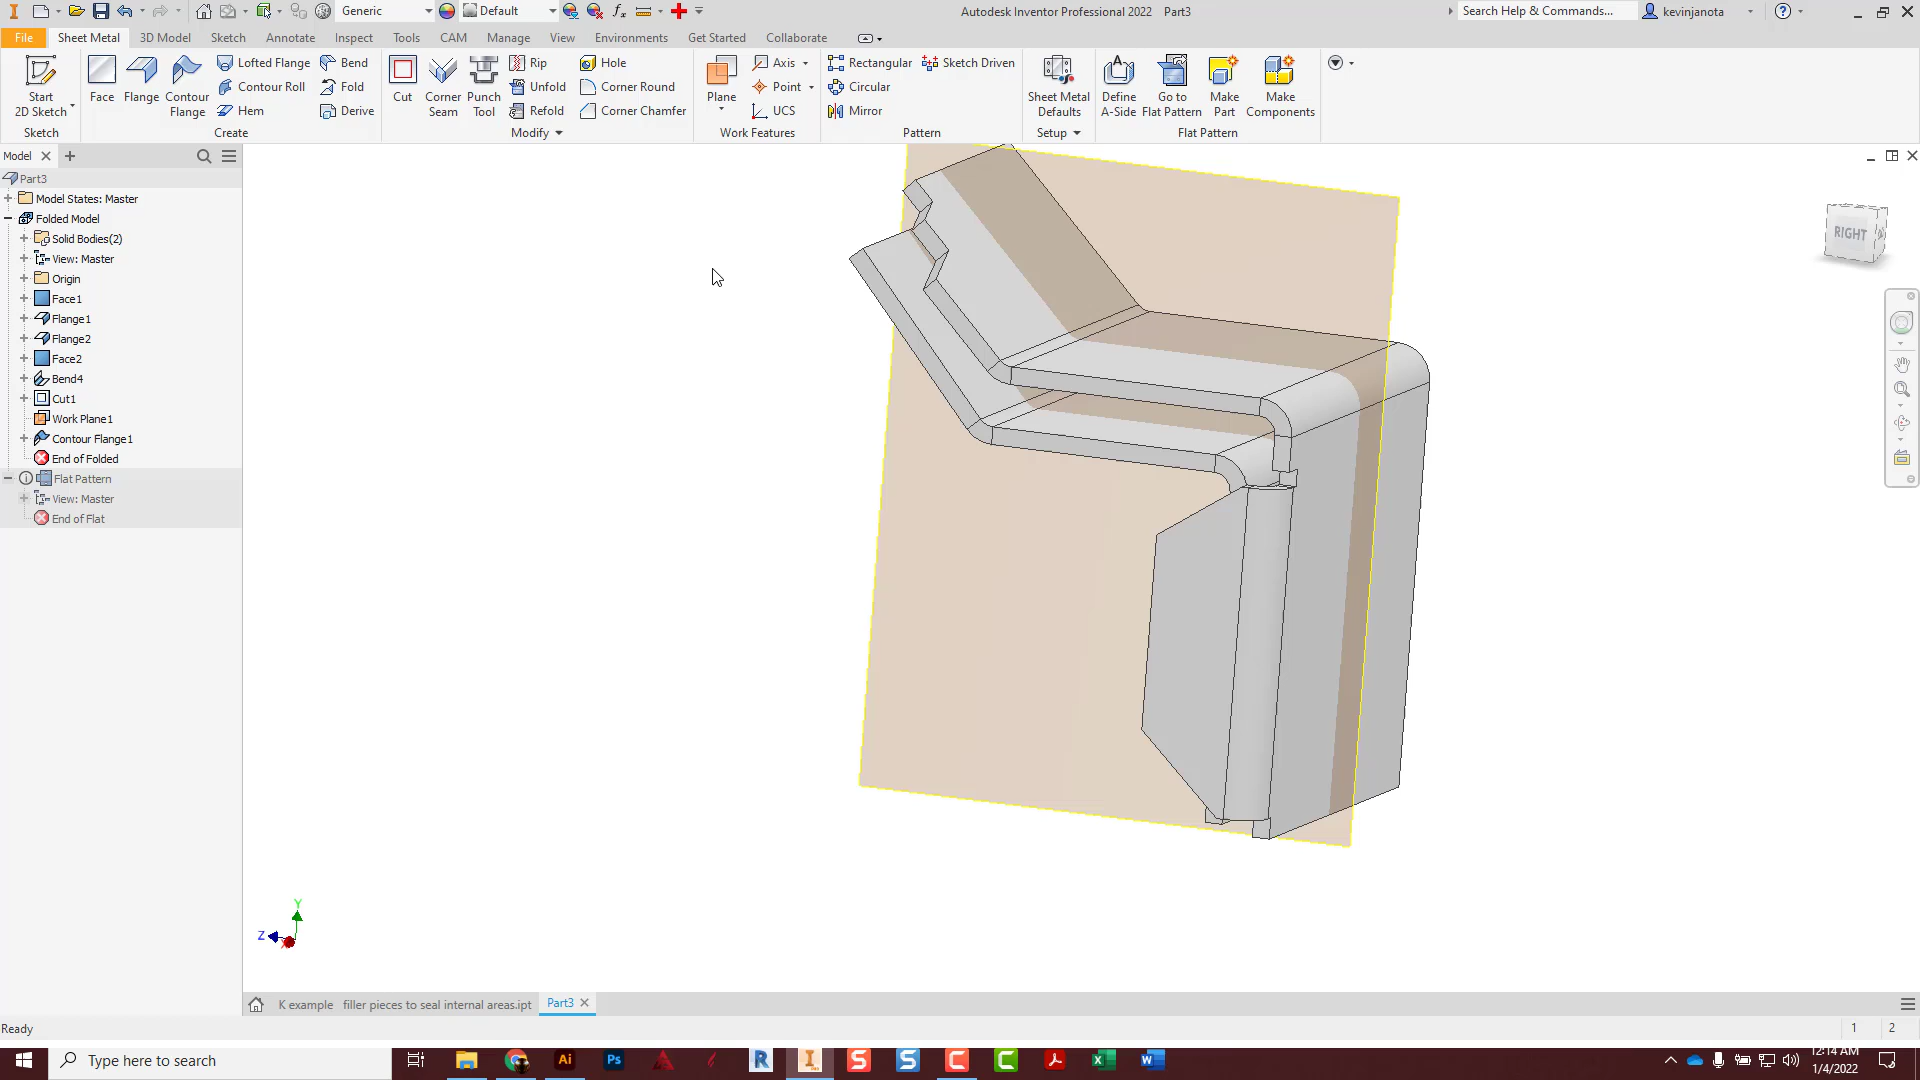 Generic
Default
Autodesk Inventor Professional 2022 Part3
Search Help & Commands...
kevinjanota
File Sheet Metal 3D Model Sketch Annotate Inspect Tools CAM Manage View Environments Get Started Collaborate
Start
2D Sketch
Face
Flange
Contour
Flange
Lofted Flange
Contour Roll
Hem
Bend
Fold
Derive
Cut
Corner
Seam
Punch
Tool
Rip
Unfold
Refold
Hole
Corner Round
Corner Chamfer
Plane
Axis
Point
UCS
Rectangular
Circular
Mirror
Sketch Driven
Sheet Metal
Defaults
Define
A-Side
Go to
Flat Pattern
Make
Part
Make
Components
Sketch
Create
Modify
Work Features
Pattern
Setup
Flat Pattern
Model
Part3
Model States: Master
Folded Model
Solid Bodies(2)
View: Master
Origin
Face1
Flange1
Flange2
Face2
Bend4
Cut1
Work Plane1
Contour Flange1
End of Folded
Flat Pattern
View: Master
End of Flat
RIGHT
Y
Z
X
K example filler pieces to seal internal areas.ipt
Part3
Ready
1 2
Type here to search
12:14 AM
1/4/2022